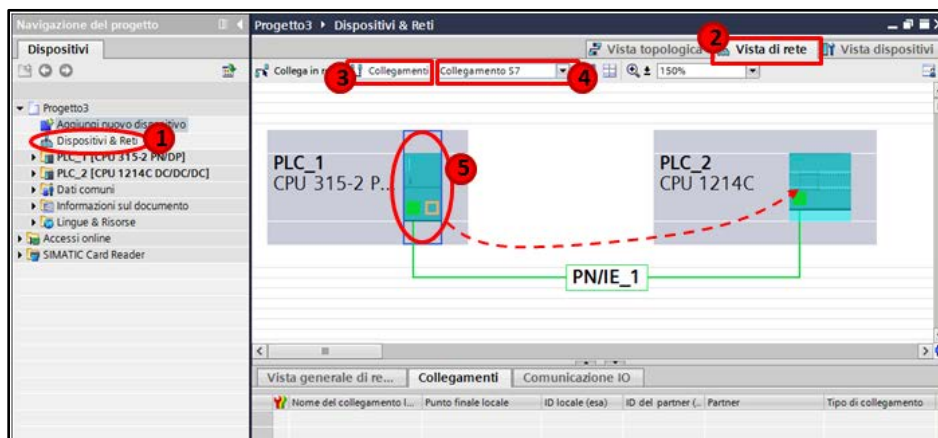 Navigazione del progetto
Dispositivi
Progetto3
Aggiungi nuovo dispositivo
Dispositivi & Reti
1
PLC_1 [CPU 315-2 PN/DP]
PLC_2 [CPU 1214C DC/DC/DC]
Dati comuni
Informazioni sul documento
Lingue & Risorse
Accessi online
SIMATIC Card Reader
Progetto3 Dispositivi & Reti
Vista topologica
2
Vista di rete
Vista dispositivi
Collega in
3
Collegamenti
Collegamento S7
4
150%
PLC_1
CPU 315-2 P...
5
PLC_2
CPU 1214C
PN/IE_1
Vista generale di re...
Collegamenti
Comunicazione IO
Nome del collegamento l...
Punto finale locale
ID locale (esa)
ID del partner (...
Partner
Tipo di collegamento